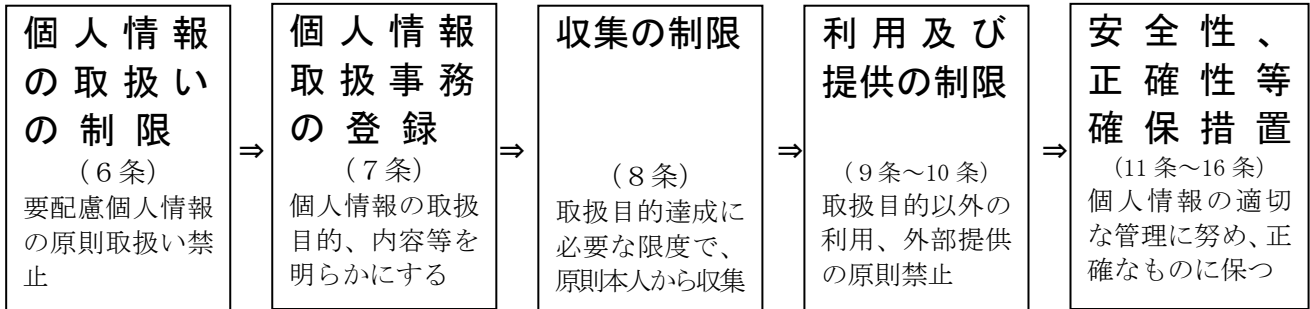 個人情報
の取扱い
の制限
（６条）
要配慮個人情報
の原則取扱い禁
止
⇒
個人情報
取扱事務
の登録
（７条）
個人情報の取扱
目的、内容等を
明らかにする
⇒
収集の制限
（８条）
取扱目的達成に
必要な限度で、
原則本人から収集
⇒
利用及び
提供の制限
（９条～10条）
取扱目的以外の
利用、外部提供
の原則禁止
⇒
安全性、
正確性等
確保措置
（11条～16条）
個人情報の適切
な管理に努め、正
確なものに保つ